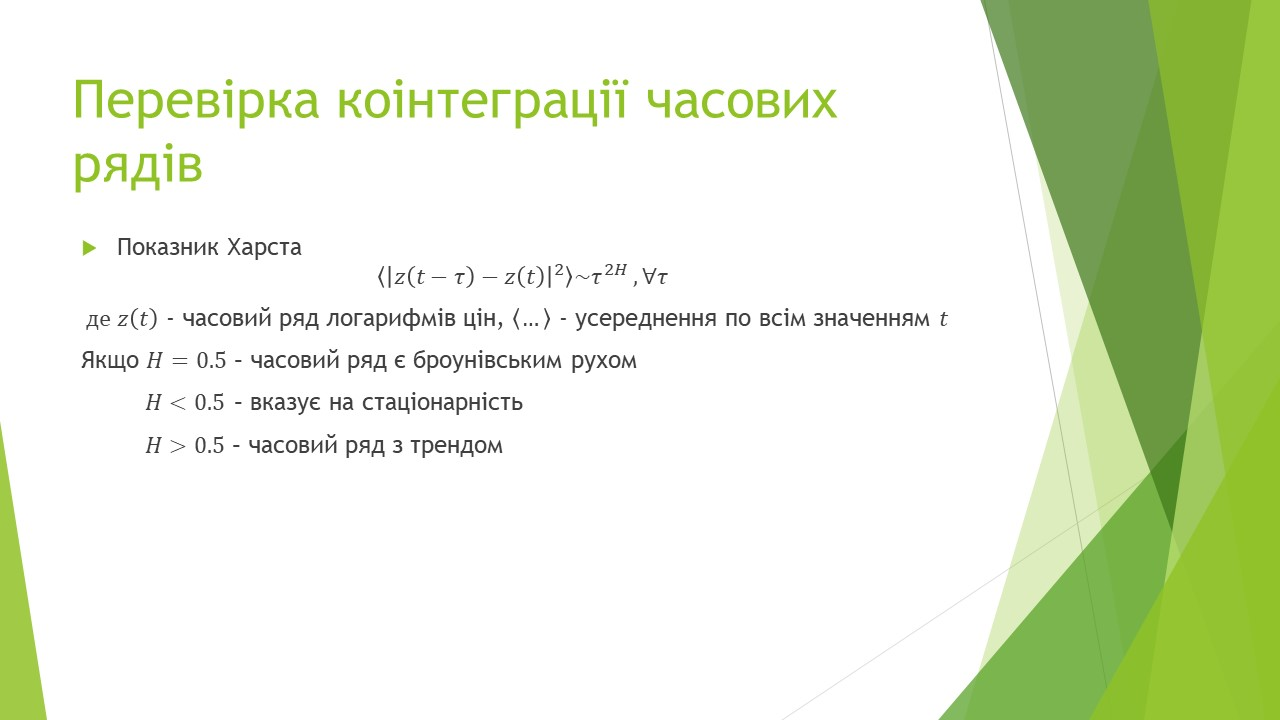 Перевірка коінтеграції часових
рядів
Показник Харста
⟨|z(t − τ) − z(t)|²⟩~τ²ᴴ , ∀τ
де z(t) - часовий ряд логарифмів цін, ⟨…⟩ - усереднення по всім значенням t
Якщо H = 0.5 – часовий ряд є броунівським рухом
H < 0.5 – вказує на стаціонарність
H > 0.5 – часовий ряд з трендом